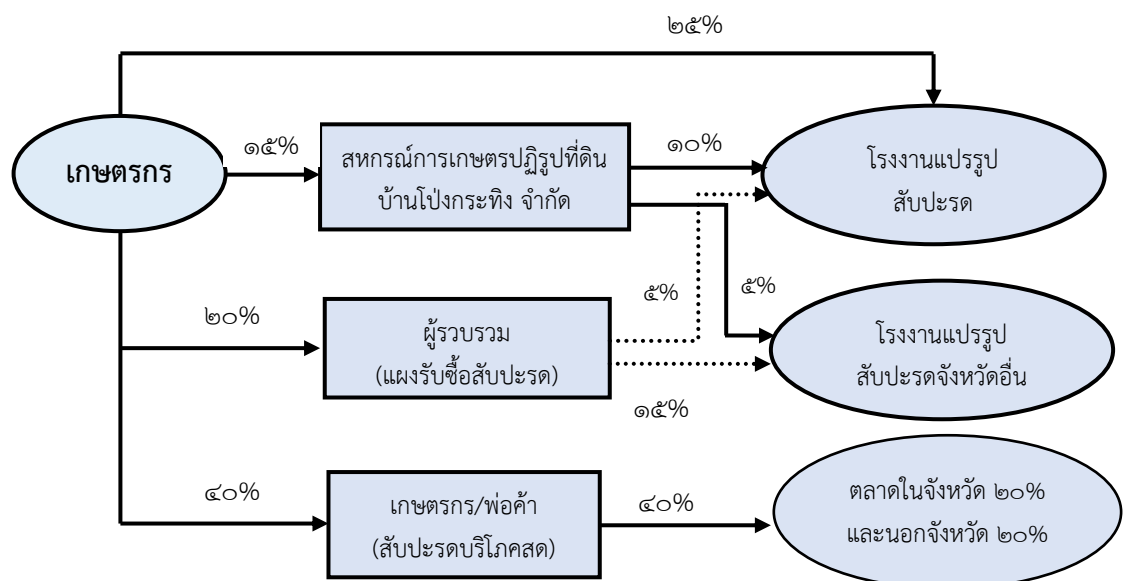 ๒๕%
เกษตรกร
๑๕%
สหกรณ์การเกษตรปฏิรูปที่ดิน
บ้านโป่งกระทิง จำกัด
๑๐%
โรงงานแปรรูป
สับปะรด
๒๐%
ผู้รวบรวม
(แผงรับซื้อสับปะรด)
๕%
๕%
๑๕%
โรงงานแปรรูป
สับปะรดจังหวัดอื่น
๔๐%
เกษตรกร/พ่อค้า
(สับปะรดบริโภคสด)
๔๐%
ตลาดในจังหวัด ๒๐%
และนอกจังหวัด ๒๐%